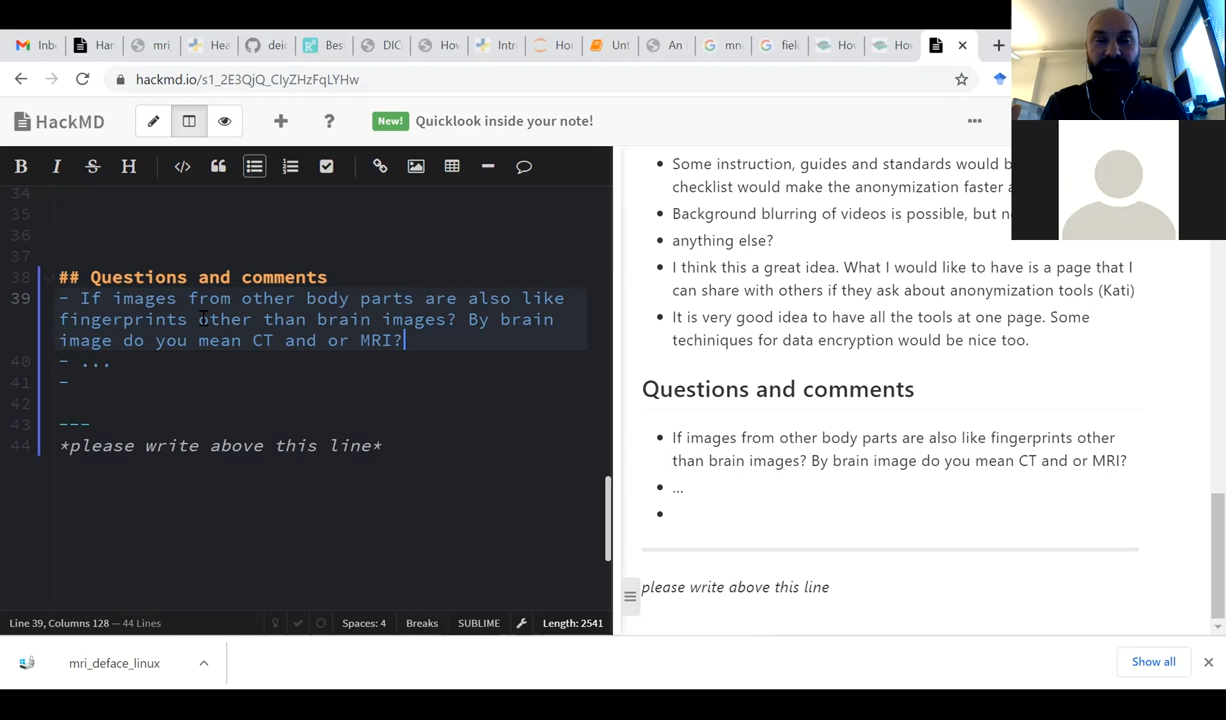 Inb
Har
mri_
Hea
deid
Bes
DIC
Hov
Intr
Hor
Unt
An
mn
field
Hov
Hov
hackmd.io/s1_2E3QjQ_CIyZHzFqLYHw
HackMD
New! Quicklook inside your note!
B I S H
34
35
36
37
38 ## Questions and comments
39 - If images from other body parts are also like
fingerprints other than brain images? By brain
image do you mean CT and or MRI?
40 - ...
41 -
42
43 ---
44 *please write above this line*
Line 39, Columns 128 — 44 Lines
Spaces: 4
Breaks
SUBLIME
Length: 2541
Some instruction, guides and standards would b
checklist would make the anonymization faster
Background blurring of videos is possible, but
anything else?
I think this a great idea. What I would like to have is a page that I
can share with others if they ask about anonymization tools (Kati)
It is very good idea to have all the tools at one page. Some
techiniques for data encryption would be nice too.
Questions and comments
If images from other body parts are also like fingerprints other
than brain images? By brain image do you mean CT and or MRI?
...
please write above this line
mri_deface_linux
Show all